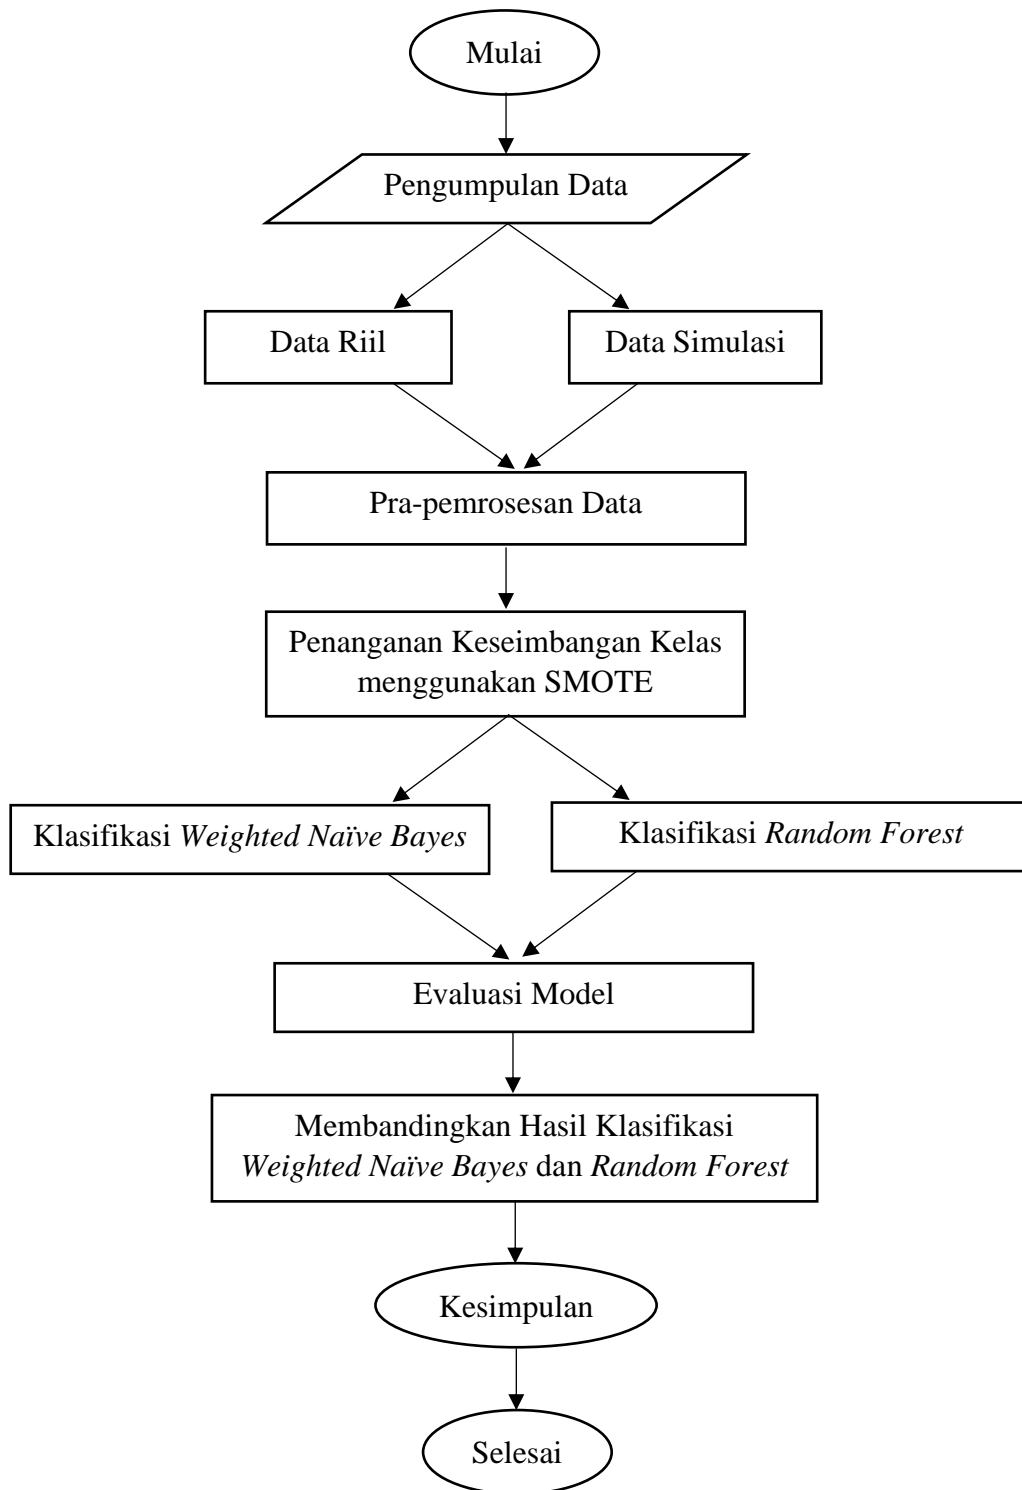 Mulai
Pengumpulan Data
Data Riil
Data Simulasi
Pra-pemrosesan Data
Penanganan Keseimbangan Kelas
menggunakan SMOTE
Klasifikasi Weighted Naïve Bayes
Klasifikasi Random Forest
Evaluasi Model
Membandingkan Hasil Klasifikasi
Weighted Naïve Bayes dan Random Forest
Kesimpulan
Selesai